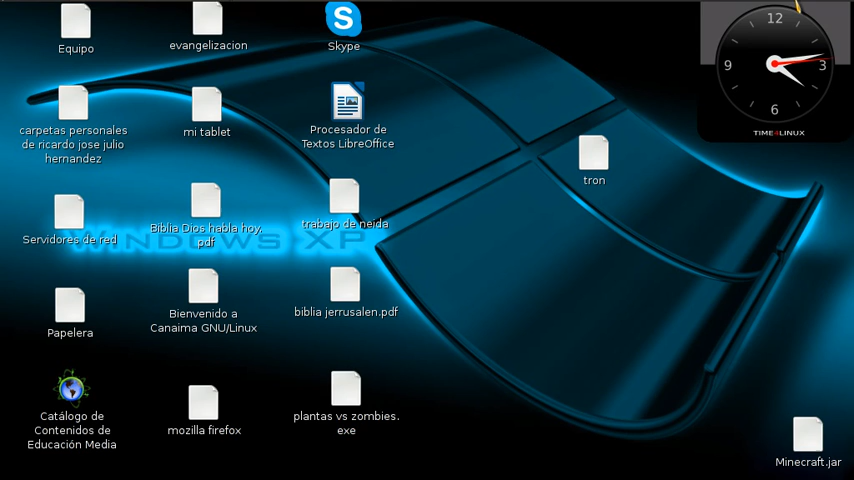 Equipo
evangelizacion
Skype
carpetas personales
de ricardo jose julio
hernandez
mi tablet
Procesador de
Textos LibreOffice
tron
Servidores de red
Biblia Dios habla hoy.
pdf
trabajo de neida
Windows XP
Papelera
Bienvenido a
Canaima GNU/Linux
biblia jerrusalen.pdf
Catálogo de
Contenidos de
Educación Media
mozilla firefox
plantas vs zombies.
exe
Minecraft.jar
12
9
3
6
TIME4LINUX